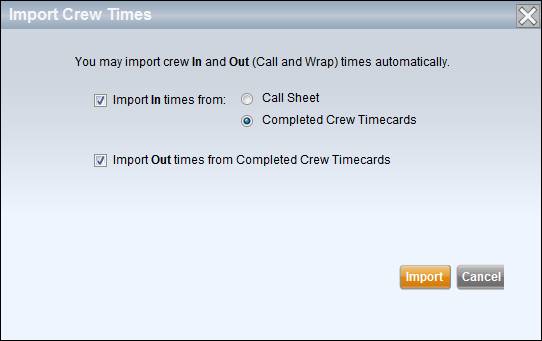 Import Crew Times
You may import crew In and Out (Call and Wrap) times automatically.
Import In times from: Call Sheet
Completed Crew Timecards
Import Out times from Completed Crew Timecards
Import Cancel